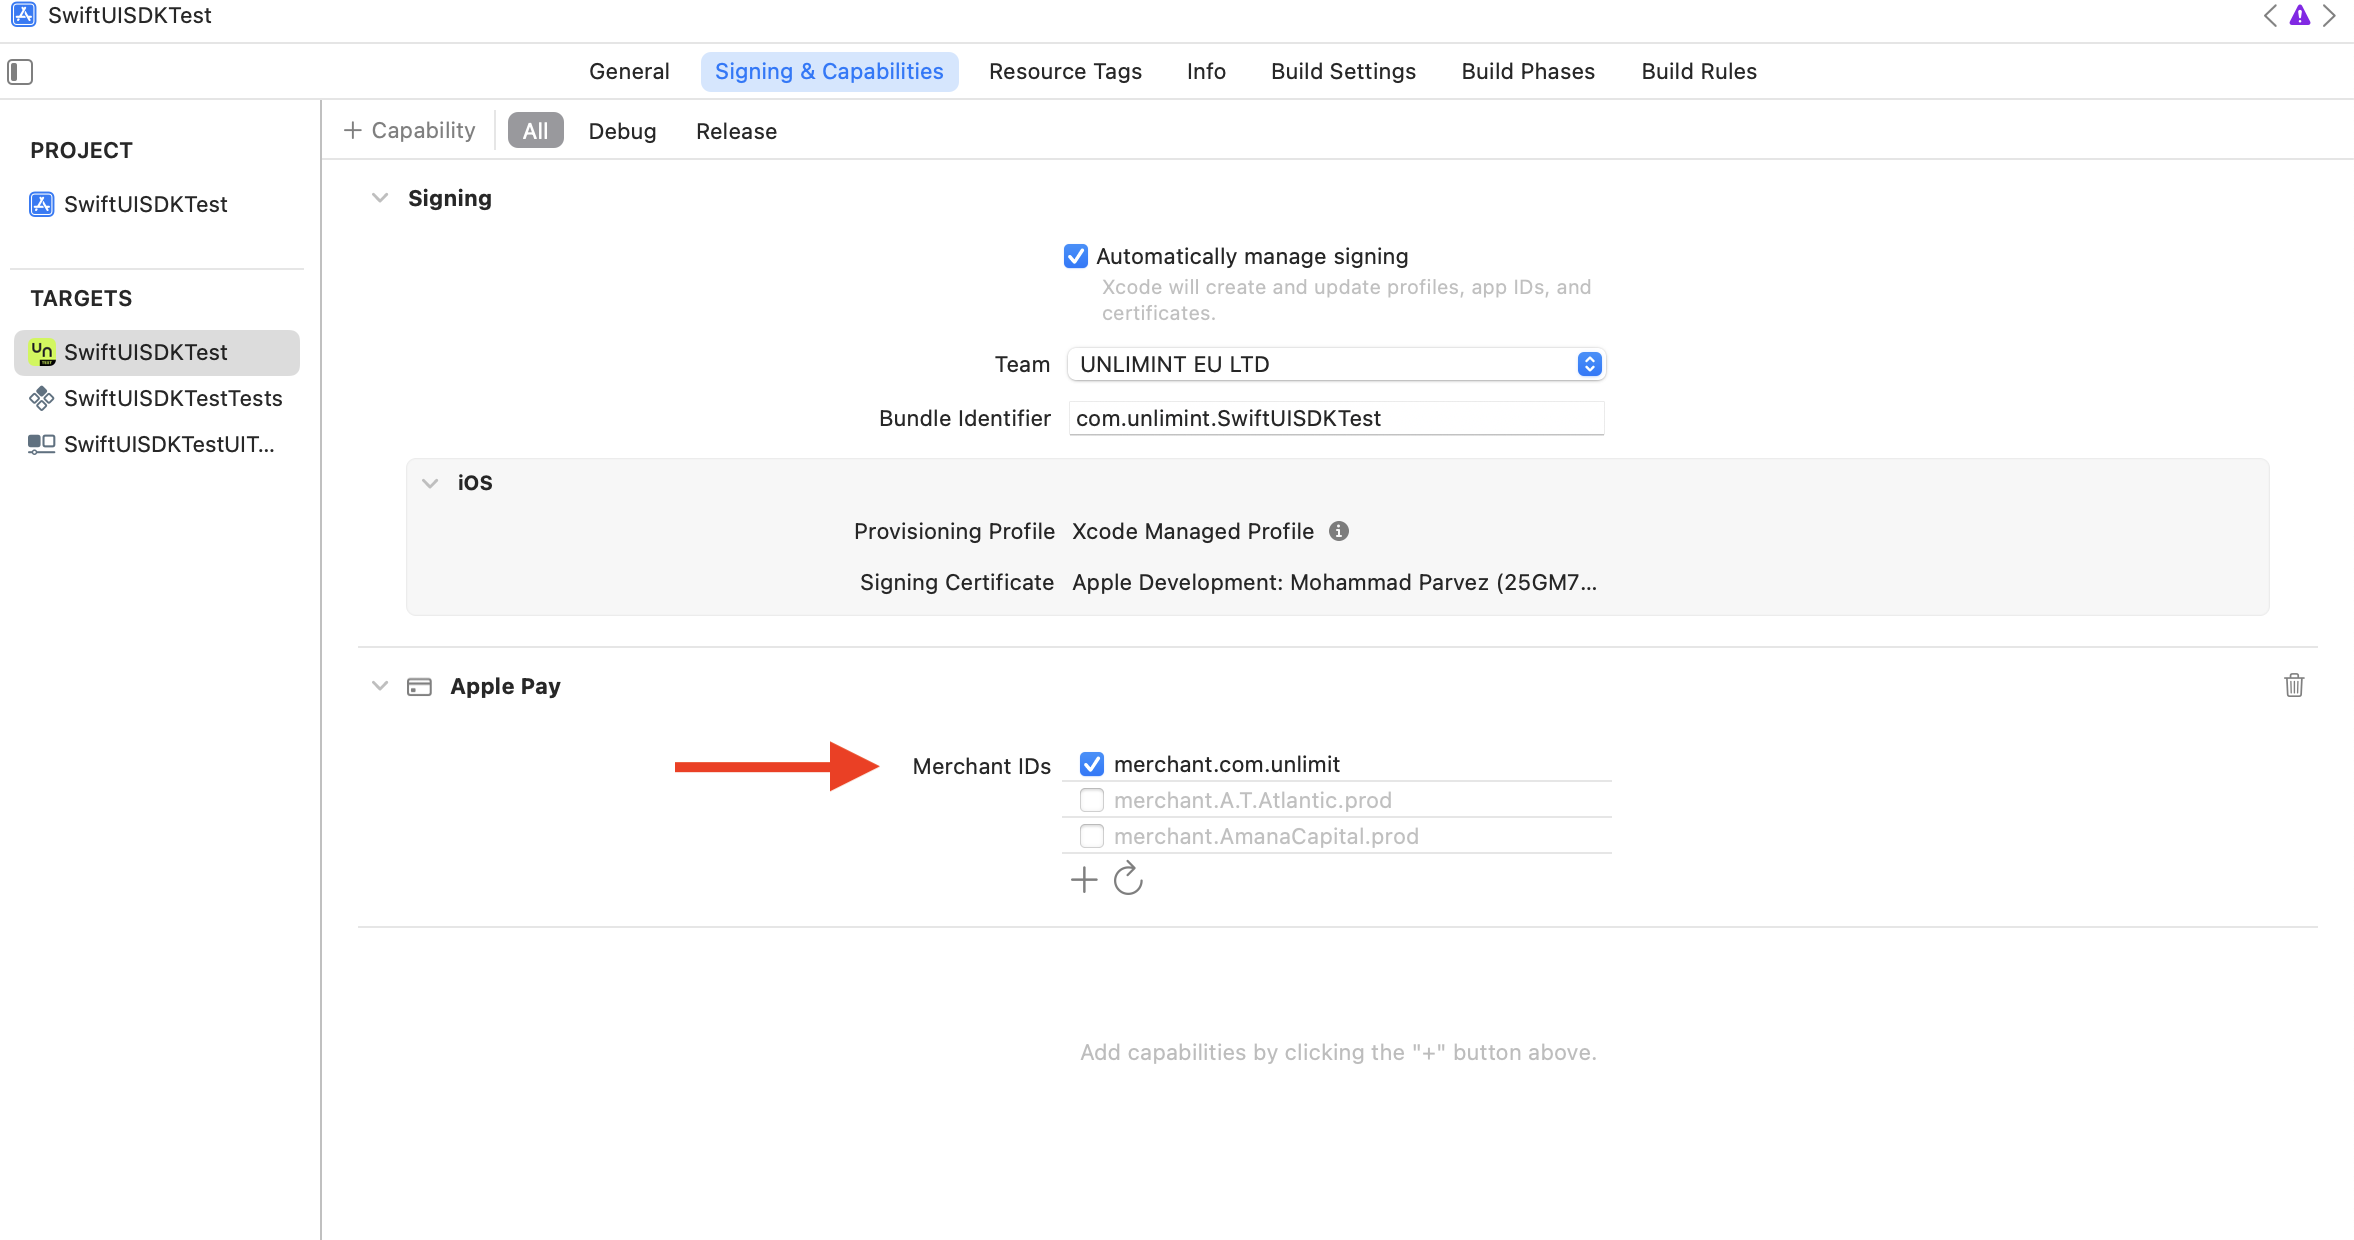 SwiftUISDKTest
General
Signing & Capabilities
Resource Tags
Info
Build Settings
Build Phases
Build Rules
PROJECT
SwiftUISDKTest
TARGETS
SwiftUISDKTest
SwiftUISDKTestTests
SwiftUISDKTestUIT...
+ Capability
All
Debug
Release
Signing
Automatically manage signing
Xcode will create and update profiles, app IDs, and
certificates.
Team
UNLIMINT EU LTD
Bundle Identifier
com.unlimint.SwiftUISDKTest
iOS
Provisioning Profile
Xcode Managed Profile
Signing Certificate
Apple Development: Mohammad Parvez (25GM7...
Apple Pay
Merchant IDs
merchant.com.unlimit
merchant.A.T.Atlantic.prod
merchant.AmanaCapital.prod
Add capabilities by clicking the "+" button above.